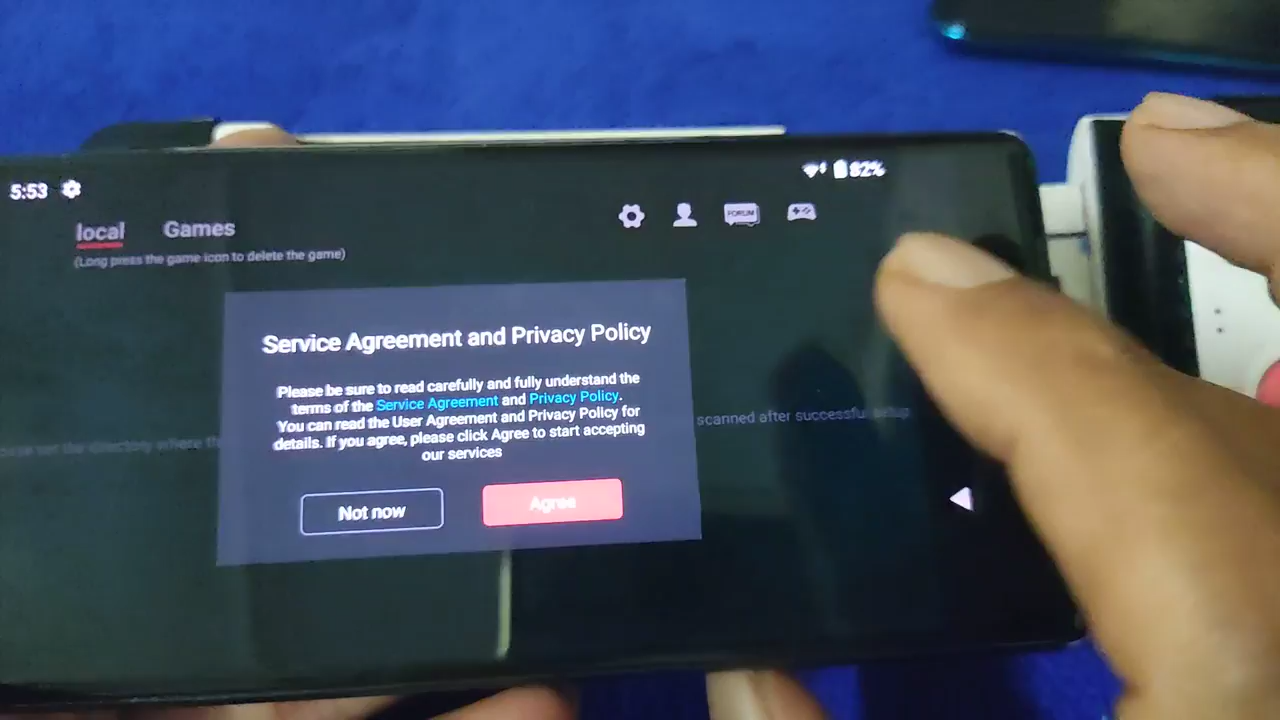 5:53
82%
local Games
FORUM
(Long press the game icon to delete the game)
Service Agreement and Privacy Policy
Please be sure to read carefully and fully understand the
terms of the Service Agreement and Privacy Policy.
You can read the User Agreement and Privacy Policy for
details. If you agree, please click Agree to start accepting
our services
scanned after successful setup
Not now
Agree